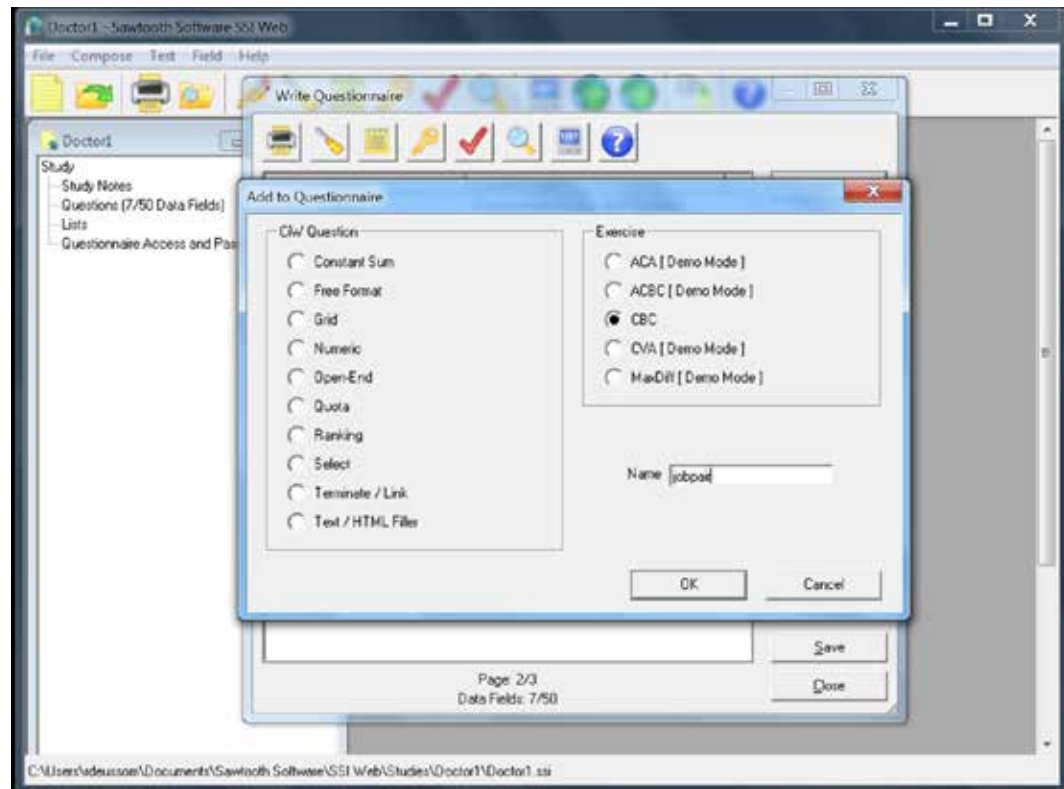 Doctor1 - Sawtooth Software SSI Web
File Compose Test Field Help
Write Questionnaire
Doctor1
Study
Study Notes
Questions (7/50 Data Fields)
Lists
Questionnaire Access and Pas
Add to Questionnaire
CiW Question
Constant Sum
Free Format
Grid
Numeric
Open-End
Quota
Ranking
Select
Terminate / Link
Text / HTML Filler
Exercise
ACA [ Demo Mode ]
ACBC [ Demo Mode ]
CBC
CVA [ Demo Mode ]
MaxDiff [ Demo Mode ]
Name jobpair
OK Cancel
Save
Page: 2/3
Data Fields: 7/50
Close
C:\Users\rdeussom\Documents\Sawtooth Software\SSI Web\Studies\Doctor1\Doctor1.ssi